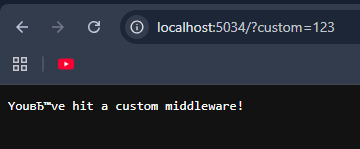 localhost:5034/?custom=123
YouвЂ™ve hit a custom middleware!